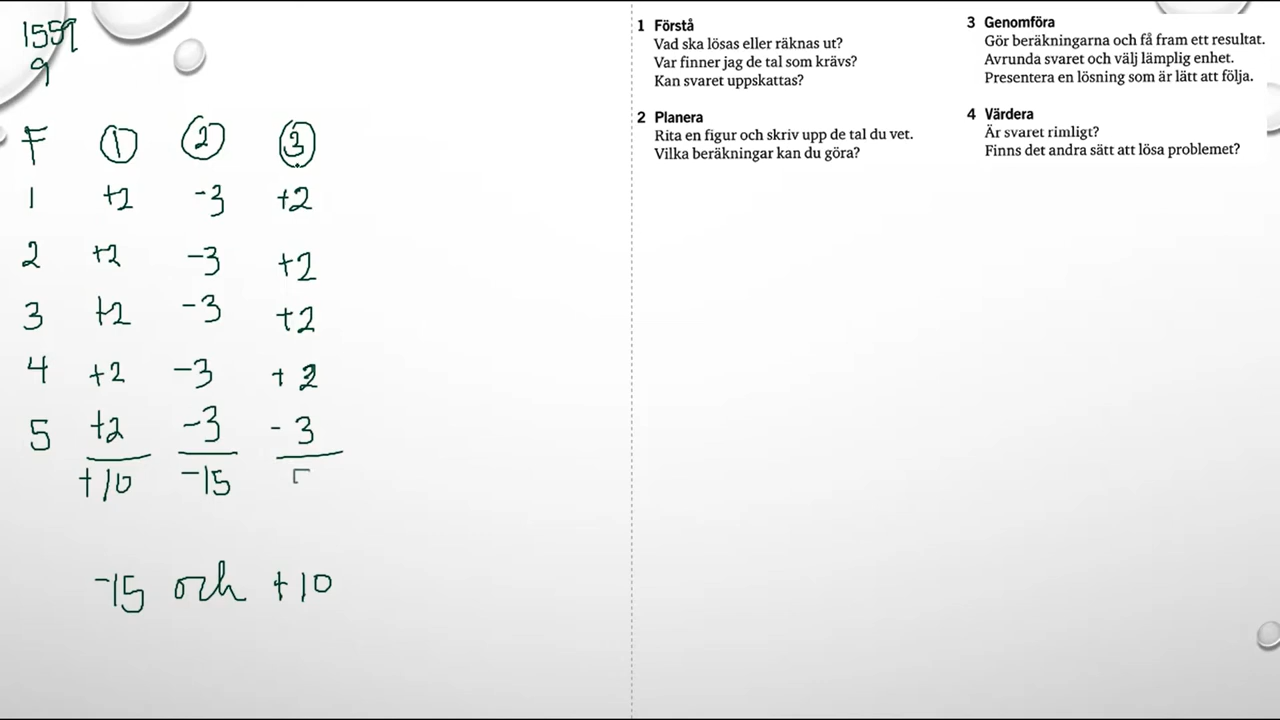 1559
9
F 1 2 3
1 +2 -3 +2
2 +2 -3 +2
3 +2 -3 +2
4 +2 -3 +2
5 +2 -3 -3
+10 -15
-15 och +10
1 Förstå
Vad ska lösas eller räknas ut?
Var finner jag de tal som krävs?
Kan svaret uppskattas?
2 Planera
Rita en figur och skriv upp de tal du vet.
Vilka beräkningar kan du göra?
3 Genomföra
Gör beräkningarna och få fram ett resultat.
Avrunda svaret och välj lämplig enhet.
Presentera en lösning som är lätt att följa.
4 Värdera
Är svaret rimligt?
Finns det andra sätt att lösa problemet?